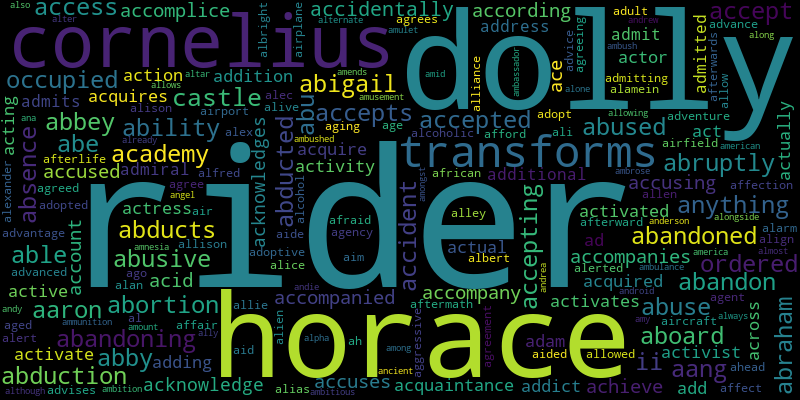 also access accomplice accidentally according accept
alter albright airplane alternate agrees adult andrew advance
cornelius dolly
amulet address advice agreeing ambush admit actor admitted afterwards allow along
occupied action addition abigail amends alliance ace ambassador amid alone admitting alamein
admits acquires castle altar allows amusement
acting ana abbey ability alison airport alec alive abu accepts accepted adopt afford ali abused act adventure actually
abe already alex aging age alcoholic allowing airfield american
absence afterlife academy acknowledges ambushed acquire transforms abruptly
accused admiral alfred abducted activity african additional ambrose accusing affection
alexander agreed agree angel alcohol amongst allen anything
rider
adopted actress air afraid alley accepting activated anderson alongside
advantage abducts amnesia allison aide agency accident actual ad afterward abandoned alarm
able account abusive adoptive alice aim albert andrea accompanies america align almost
advanced ago acid alan andie accompanied alerted ambulance ordered
active aaron abortion allie accompany acquired android abandon agent
andy ammunition amount affair alien aftermath activates abuse amy aircraft always across abraham
aged al horace aggressive agreement
alert abandoning ally alpha ah among adam ii aboard
activate abby adding aid aided allowed activist ahead
abduction ancient aang
although advises ambition acknowledge alias accuses ambitious acquaintance addict achieve add affect